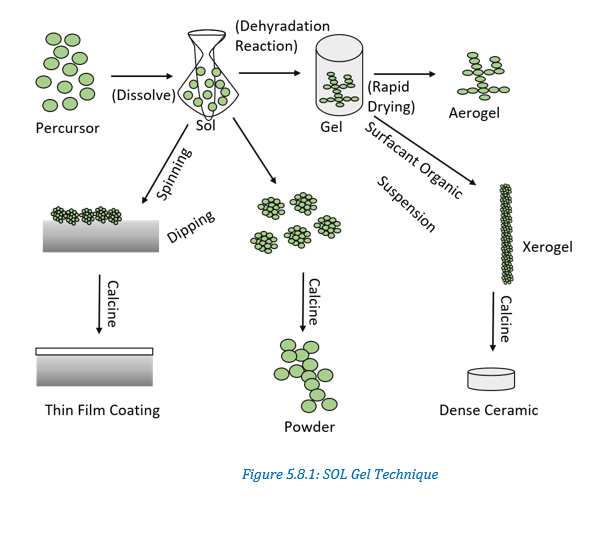 (Dehyradation
Reaction)
(Dissolve)
Percursor
Sol
Gel
(Rapid
Drying)
Aerogel
Surfacant Organic
Suspension
Spinning
Dipping
Xerogel
Calcine
Calcine
Calcine
Thin Film Coating
Powder
Dense Ceramic
Figure 5.8.1: SOL Gel Technique